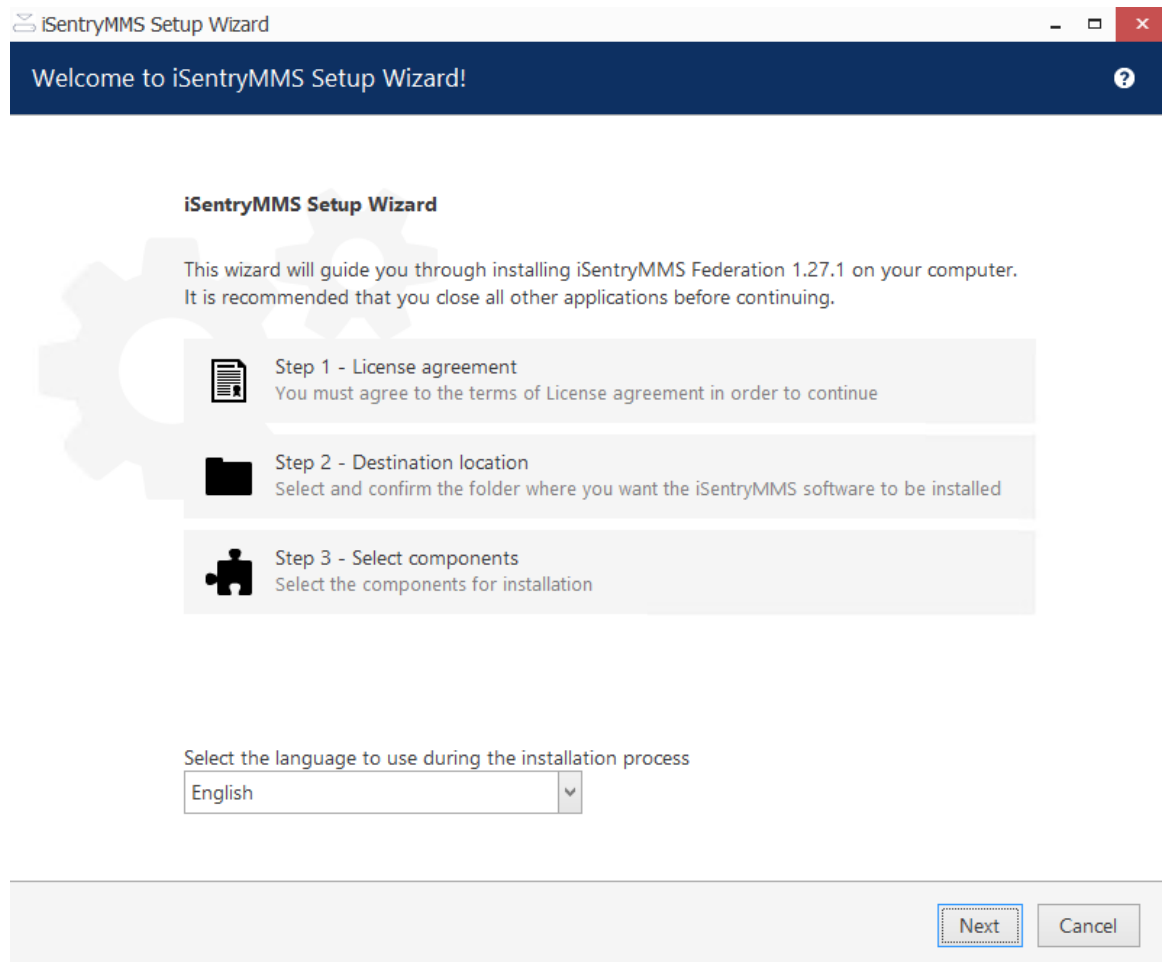 iSentryMMS Setup Wizard
Welcome to iSentryMMS Setup Wizard!
iSentryMMS Setup Wizard
This wizard will guide you through installing iSentryMMS Federation 1.27.1 on your computer.
It is recommended that you close all other applications before continuing.
Step 1 - License agreement
You must agree to the terms of License agreement in order to continue
Step 2 - Destination location
Select and confirm the folder where you want the iSentryMMS software to be installed
Step 3 - Select components
Select the components for installation
Select the language to use during the installation process
English
Next Cancel